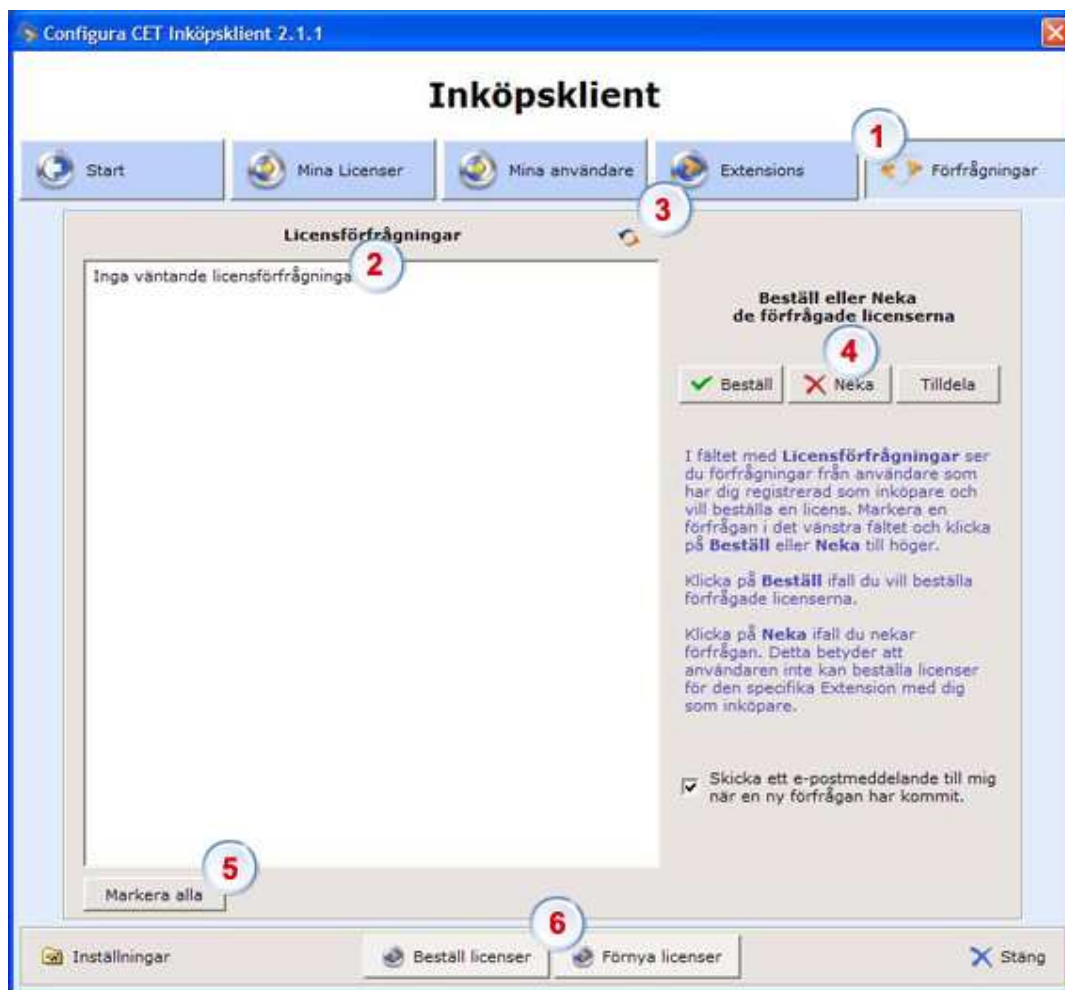 Configura CET Inköpsklient 2.1.1
Inköpsklient
1
Start
Mina Licenser
Mina användare
Extensions
Förfrågningar
3
Licensförfrågningar
2
Inga väntande licensförfrågninga
Beställ eller Neka
de förfrågade licenserna
4
Beställ
Neka
Tilldela
I fältet med Licensförfrågningar ser
du förfrågningar från användare som
har dig registrerad som inköpare och
vill beställa en licens. Markera en
förfrågan i det vänstra fältet och klicka
på Beställ eller Neka till höger.
Klicka på Beställ ifall du vill beställa
förfrågade licenserna.
Klicka på Neka ifall du nekar
förfrågan. Detta betyder att
användaren inte kan beställa licenser
för den specifika Extension med dig
som inköpare.
Skicka ett e-postmeddelande till mig
när en ny förfrågan har kommit.
5
Markera alla
6
Inställningar
Beställ licenser
Förnya licenser
Stäng